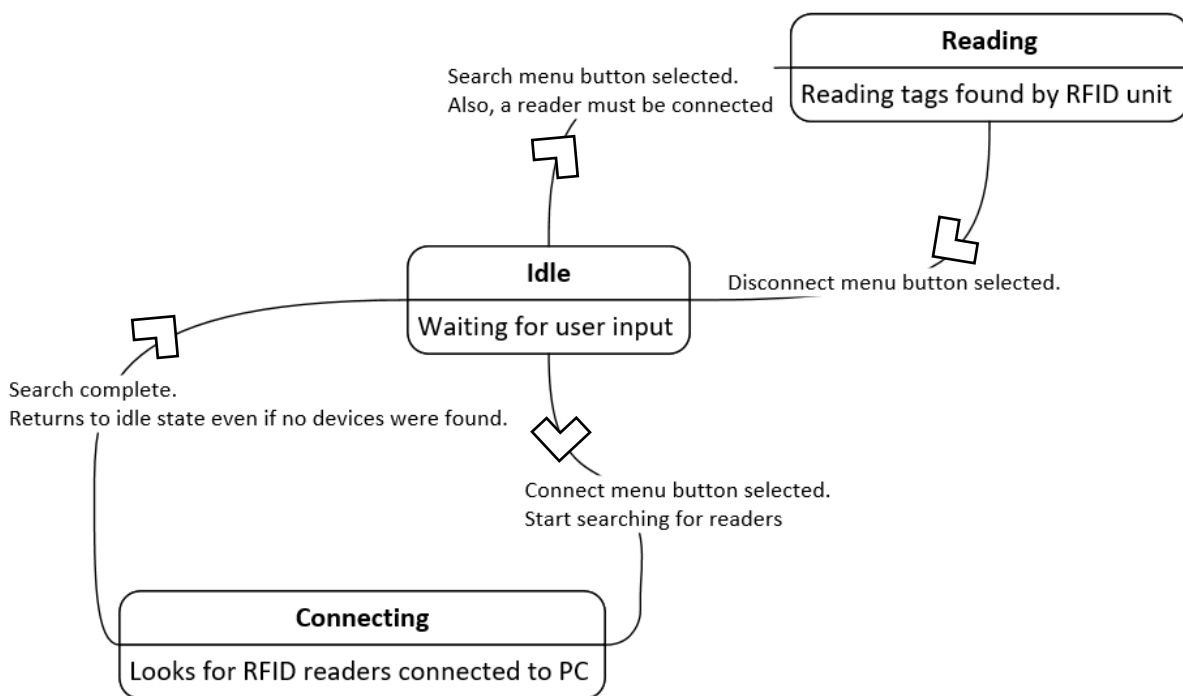 Reading
Reading tags found by RFID unit
Search menu button selected.
Also, a reader must be connected
Idle
Waiting for user input
Disconnect menu button selected.
Search complete.
Returns to idle state even if no devices were found.
Connect menu button selected.
Start searching for readers
Connecting
Looks for RFID readers connected to PC